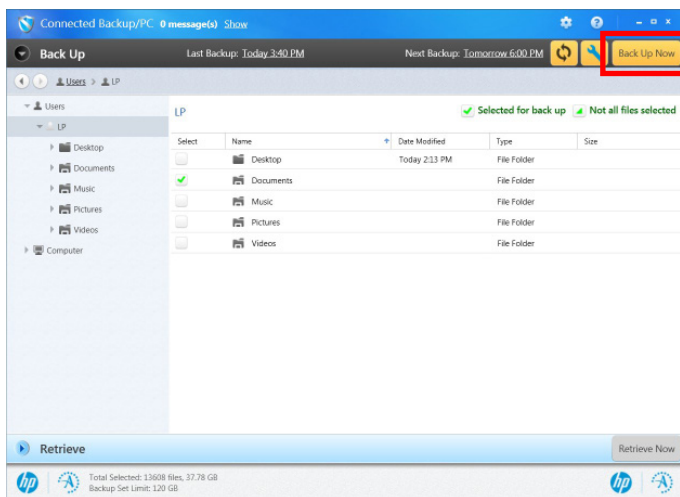 Connected Backup/PC 0 message(s) Show
Back Up Last Backup: Today 3:40 PM Next Backup: Tomorrow 6:00 PM Back Up Now
Users > LP
Users
LP
Desktop
Documents
Music
Pictures
Videos
Computer
LP Selected for back up Not all files selected
Select Name Date Modified Type Size
Desktop Today 2:13 PM File Folder
Documents File Folder
Music File Folder
Pictures File Folder
Videos File Folder
Retrieve Retrieve Now
hp Total Selected: 13608 files, 37.78 GB hp
Backup Set Limit: 120 GB